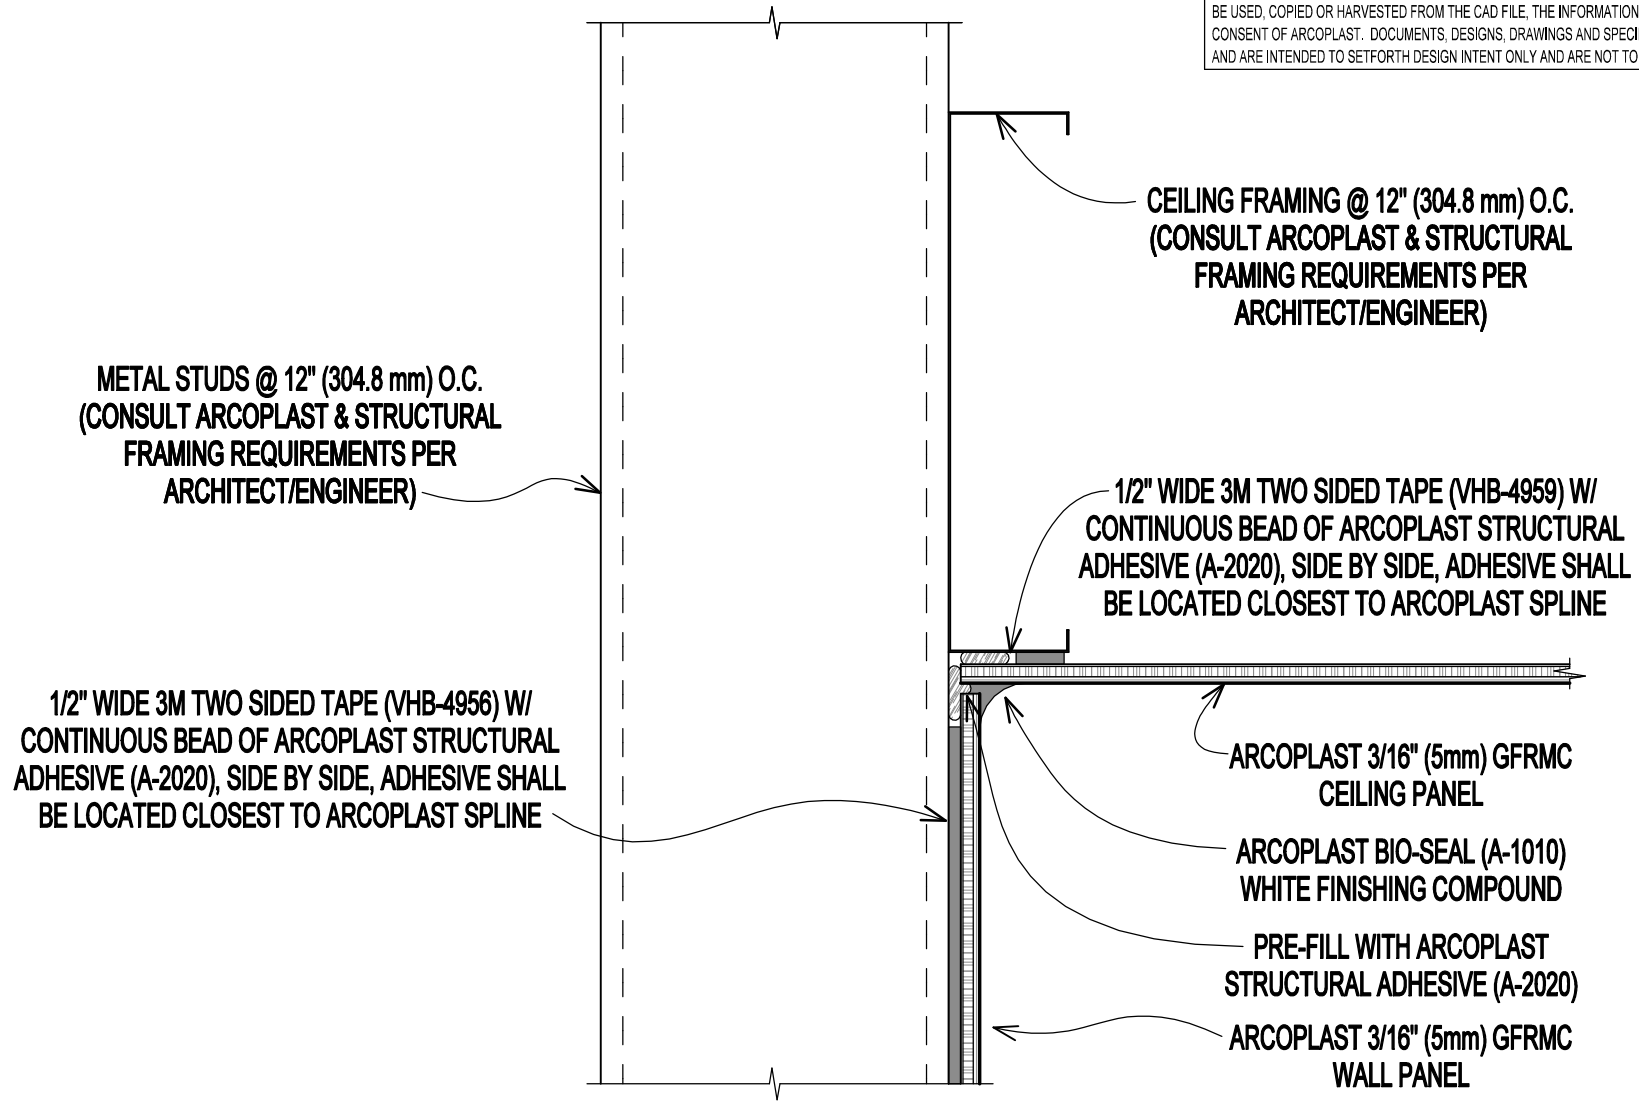 BE USED, COPIED OR HARVESTED FROM THE CAD FILE, THE INFORMATION
CONSENT OF ARCOPLAST. DOCUMENTS, DESIGNS, DRAWINGS AND SPECI
AND ARE INTENDED TO SETFORTH DESIGN INTENT ONLY AND ARE NOT TO
CEILING FRAMING @ 12" (304.8 mm) O.C.
(CONSULT ARCOPLAST & STRUCTURAL
FRAMING REQUIREMENTS PER
ARCHITECT/ENGINEER)
METAL STUDS @ 12" (304.8 mm) O.C.
(CONSULT ARCOPLAST & STRUCTURAL
FRAMING REQUIREMENTS PER
ARCHITECT/ENGINEER)
1/2" WIDE 3M TWO SIDED TAPE (VHB-4959) W/
CONTINUOUS BEAD OF ARCOPLAST STRUCTURAL
ADHESIVE (A-2020), SIDE BY SIDE, ADHESIVE SHALL
BE LOCATED CLOSEST TO ARCOPLAST SPLINE
1/2" WIDE 3M TWO SIDED TAPE (VHB-4956) W/
CONTINUOUS BEAD OF ARCOPLAST STRUCTURAL
ADHESIVE (A-2020), SIDE BY SIDE, ADHESIVE SHALL
BE LOCATED CLOSEST TO ARCOPLAST SPLINE
ARCOPLAST 3/16" (5mm) GFRMC
CEILING PANEL
ARCOPLAST BIO-SEAL (A-1010)
WHITE FINISHING COMPOUND
PRE-FILL WITH ARCOPLAST
STRUCTURAL ADHESIVE (A-2020)
ARCOPLAST 3/16" (5mm) GFRMC
WALL PANEL